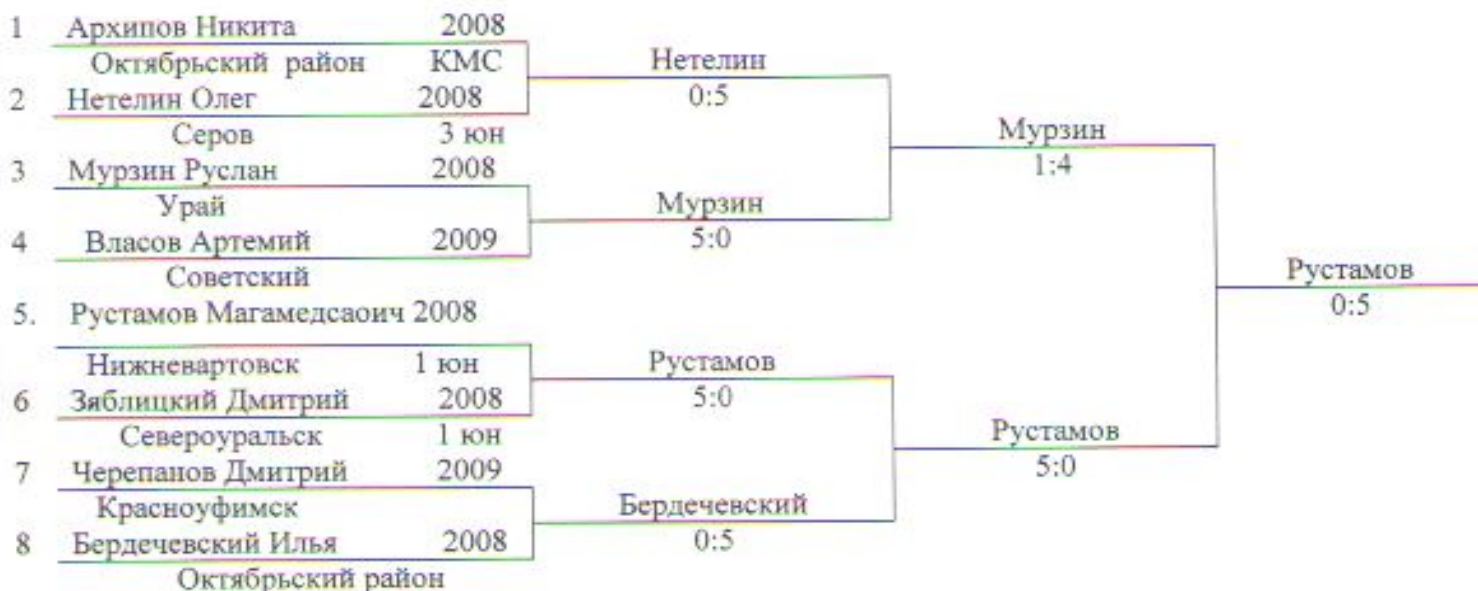 1 Архипов Никита 2008
Октябрьский район КМС
Нетелин
2 Нетелин Олег 2008
0:5
Серов 3 юн
Мурзин
3 Мурзин Руслан 2008
1:4
Урай
Мурзин
4 Власов Артемий 2009
5:0
Советский
Рустамов
5. Рустамов Магамедсаоич 2008
0:5
Нижневартовск 1 юн
Рустамов
6 Зяблицкий Дмитрий 2008
5:0
Североуральск 1 юн
Рустамов
7 Черепанов Дмитрий 2009
5:0
Красноуфимск
Бердечевский
8 Бердечевский Илья 2008
0:5
Октябрьский район